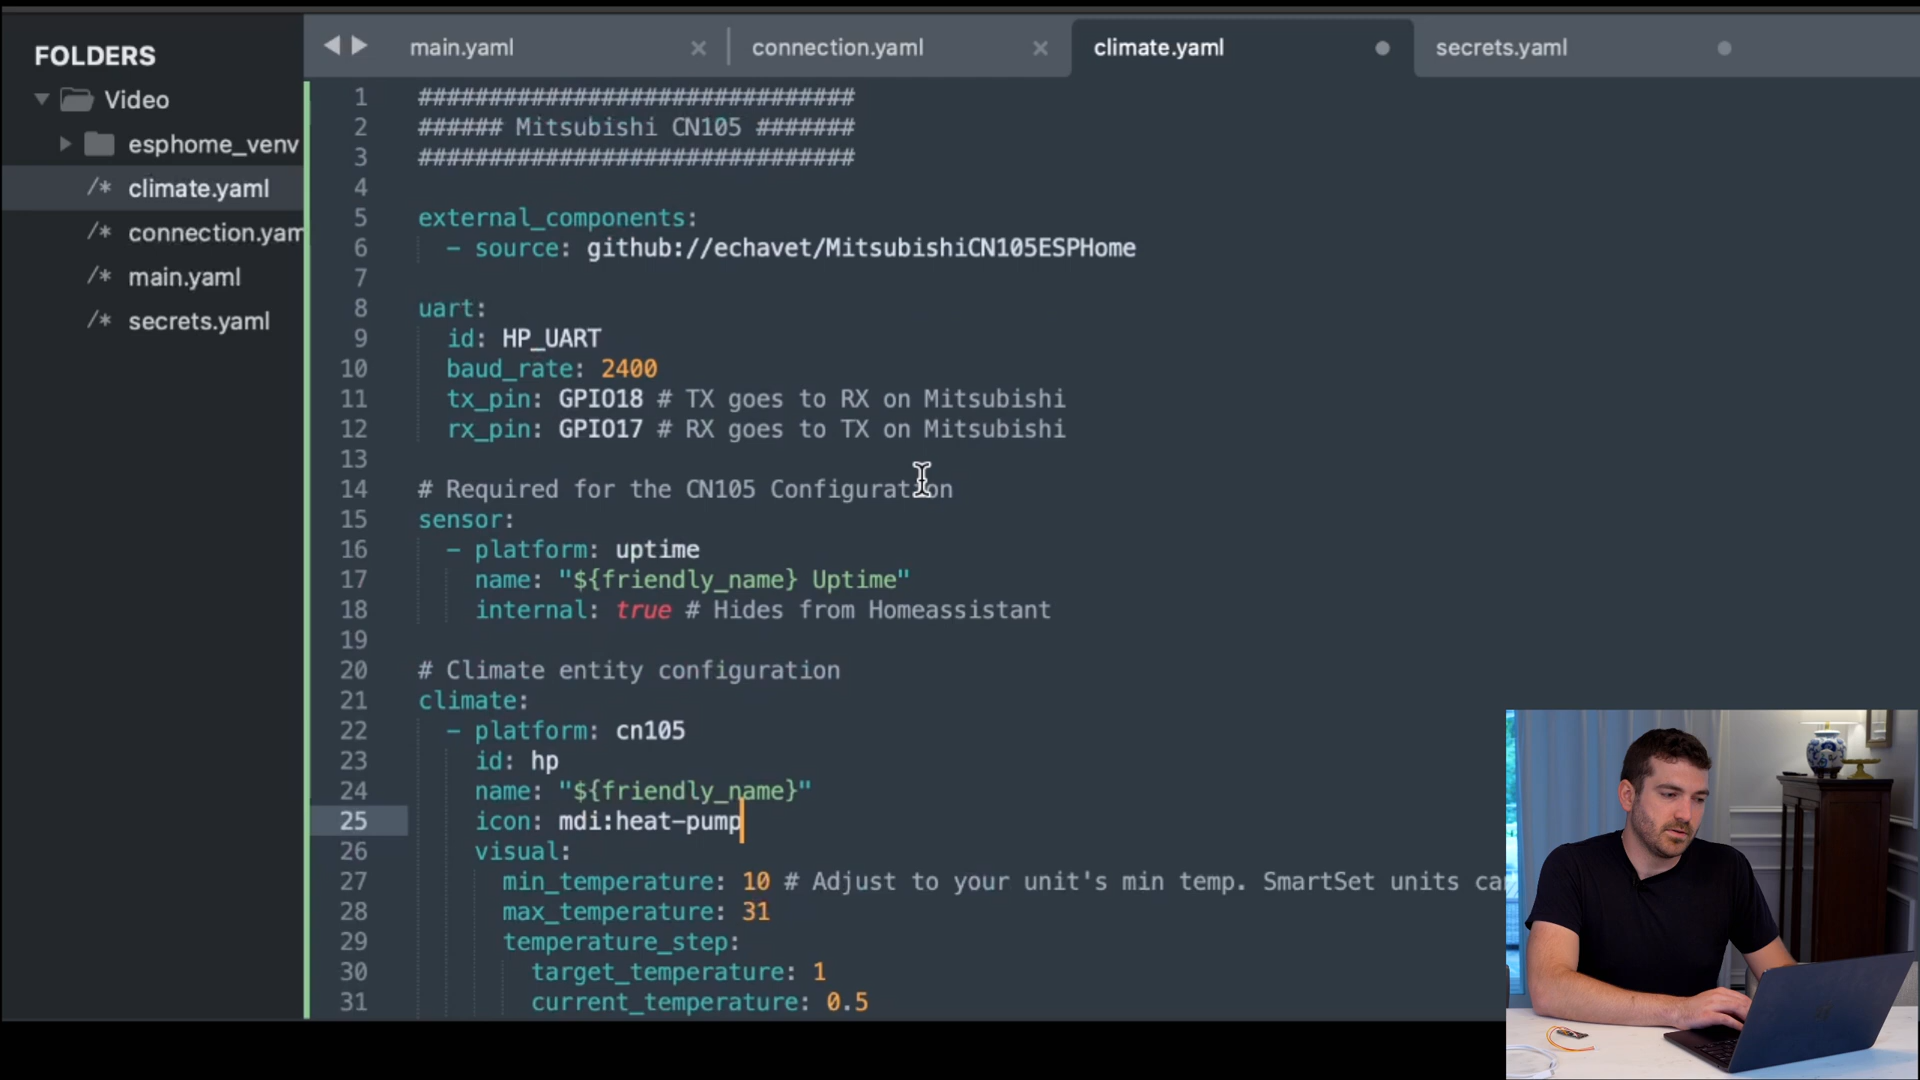 FOLDERS
Video
esphome_venv
/* climate.yaml
/* connection.yam
/* main.yaml
/* secrets.yaml
main.yaml
connection.yaml
climate.yaml
secrets.yaml
1 ###############################
2 ###### Mitsubishi CN105 #######
3 ###############################
4
5 external_components:
6 - source: github://echavet/MitsubishiCN105ESPHome
7
8 uart:
9 id: HP_UART
10 baud_rate: 2400
11 tx_pin: GPIO18 # TX goes to RX on Mitsubishi
12 rx_pin: GPIO17 # RX goes to TX on Mitsubishi
13
14 # Required for the CN105 Configuration
15 sensor:
16 - platform: uptime
17 name: "${friendly_name} Uptime"
18 internal: true # Hides from Homeassistant
19
20 # Climate entity configuration
21 climate:
22 - platform: cn105
23 id: hp
24 name: "${friendly_name}"
25 icon: mdi:heat-pump
26 visual:
27 min_temperature: 10 # Adjust to your unit's min temp. SmartSet units ca
28 max_temperature: 31
29 temperature_step:
30 target_temperature: 1
31 current_temperature: 0.5